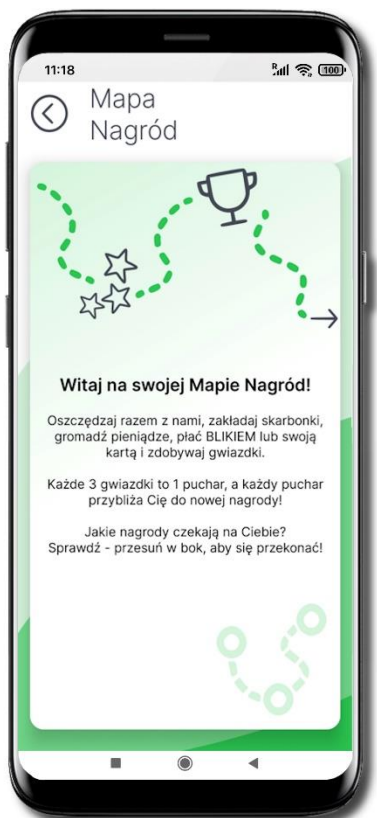 11:18
R
100
Mapa
Nagród
Witaj na swojej Mapie Nagród!
Oszczędzaj razem z nami, zakładaj skarbonki,
gromadź pieniądze, płać BLIKIEM lub swoją
kartą i zdobywaj gwiazdki.
Każde 3 gwiazdki to 1 puchar, a każdy puchar
przybliża Cię do nowej nagrody!
Jakie nagrody czekają na Ciebie?
Sprawdź - przesuń w bok, aby się przekonać!